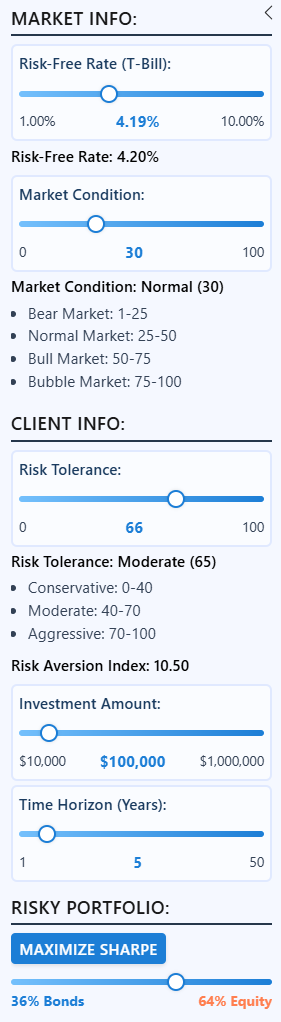 MARKET INFO:
Risk-Free Rate (T-Bill):
1.00% 4.19% 10.00%
Risk-Free Rate: 4.20%
Market Condition:
0 30 100
Market Condition: Normal (30)
• Bear Market: 1-25
• Normal Market: 25-50
• Bull Market: 50-75
• Bubble Market: 75-100
CLIENT INFO:
Risk Tolerance:
0 66 100
Risk Tolerance: Moderate (65)
• Conservative: 0-40
• Moderate: 40-70
• Aggressive: 70-100
Risk Aversion Index: 10.50
Investment Amount:
$10,000 $100,000 $1,000,000
Time Horizon (Years):
1 5 50
RISKY PORTFOLIO:
MAXIMIZE SHARPE
36% Bonds 64% Equity